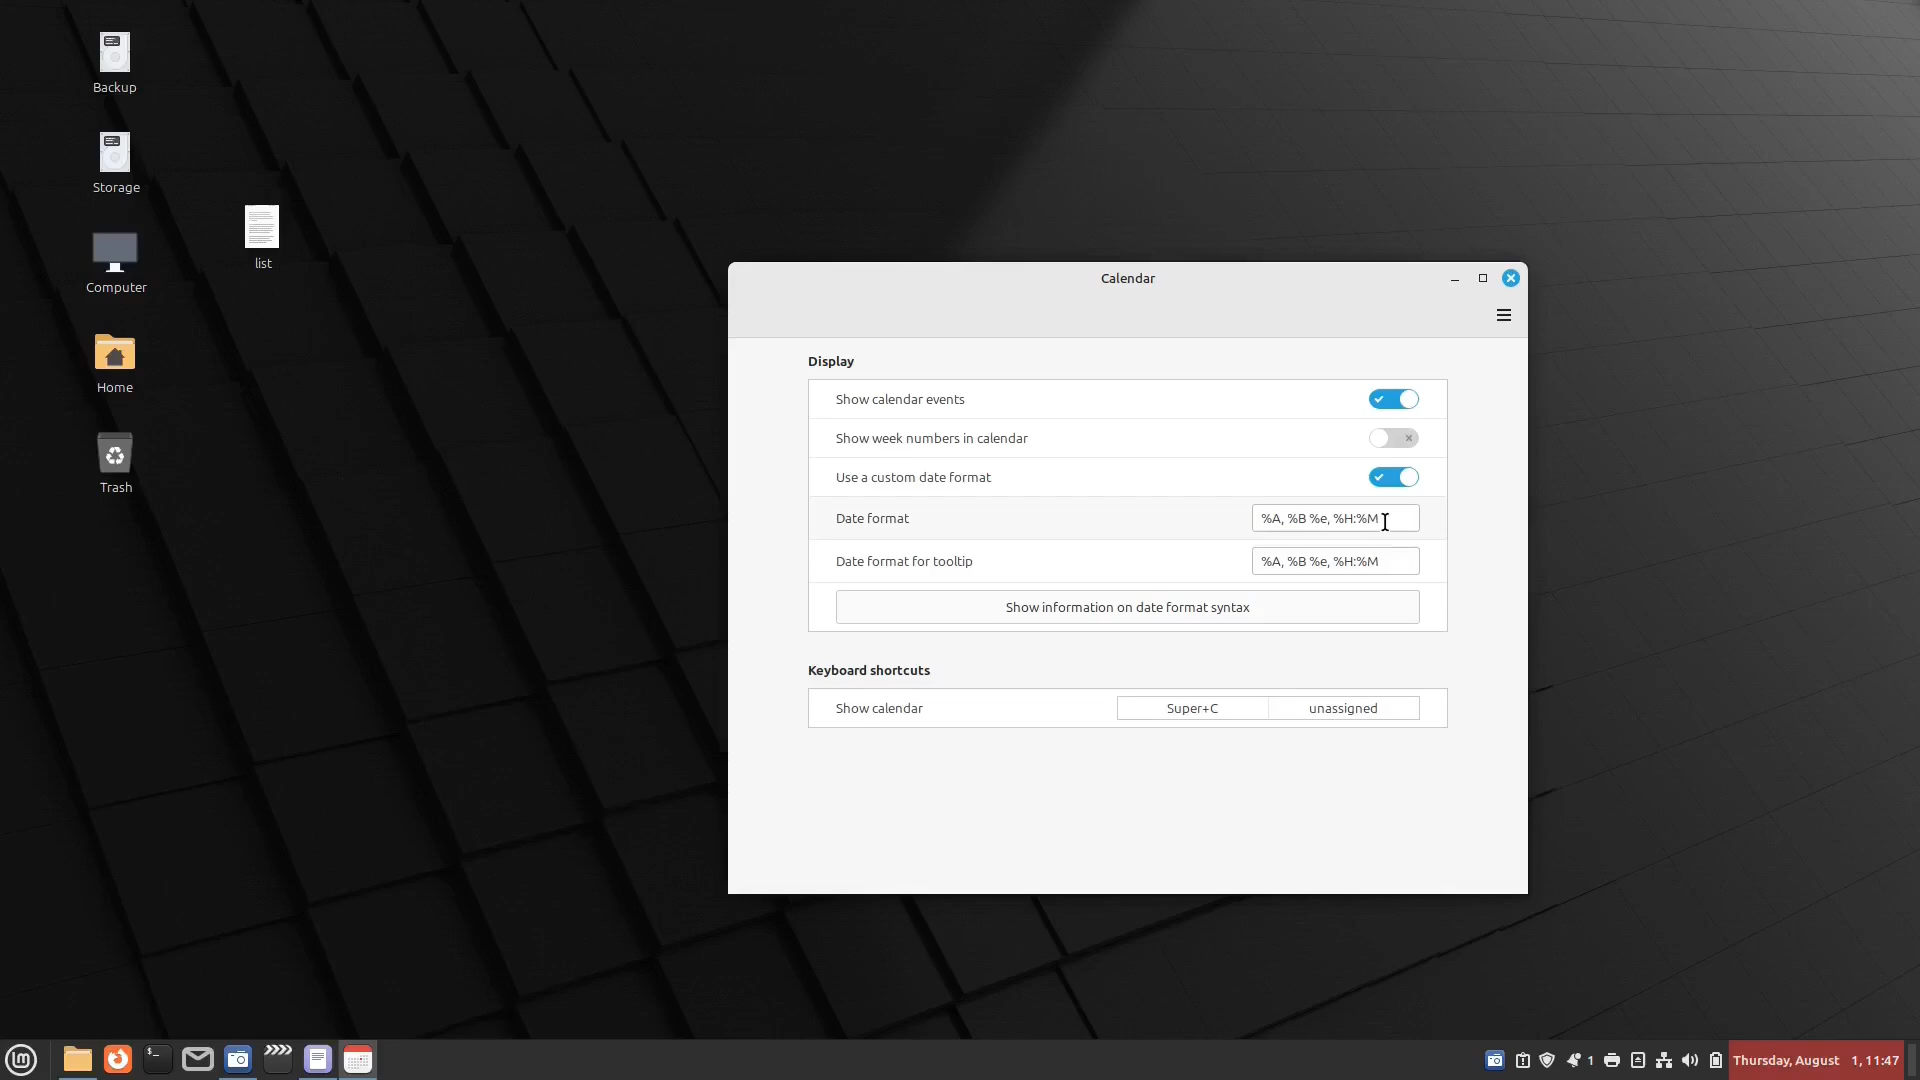 Backup
Storage
list
Computer
Home
Trash
Calendar
Display
Show calendar events
Show week numbers in calendar
Use a custom date format
Date format %A, %B %e, %H:%M
Date format for tooltip %A, %B %e, %H:%M
Show information on date format syntax
Keyboard shortcuts
Show calendar Super+C unassigned
1 Thursday, August 1, 11:47